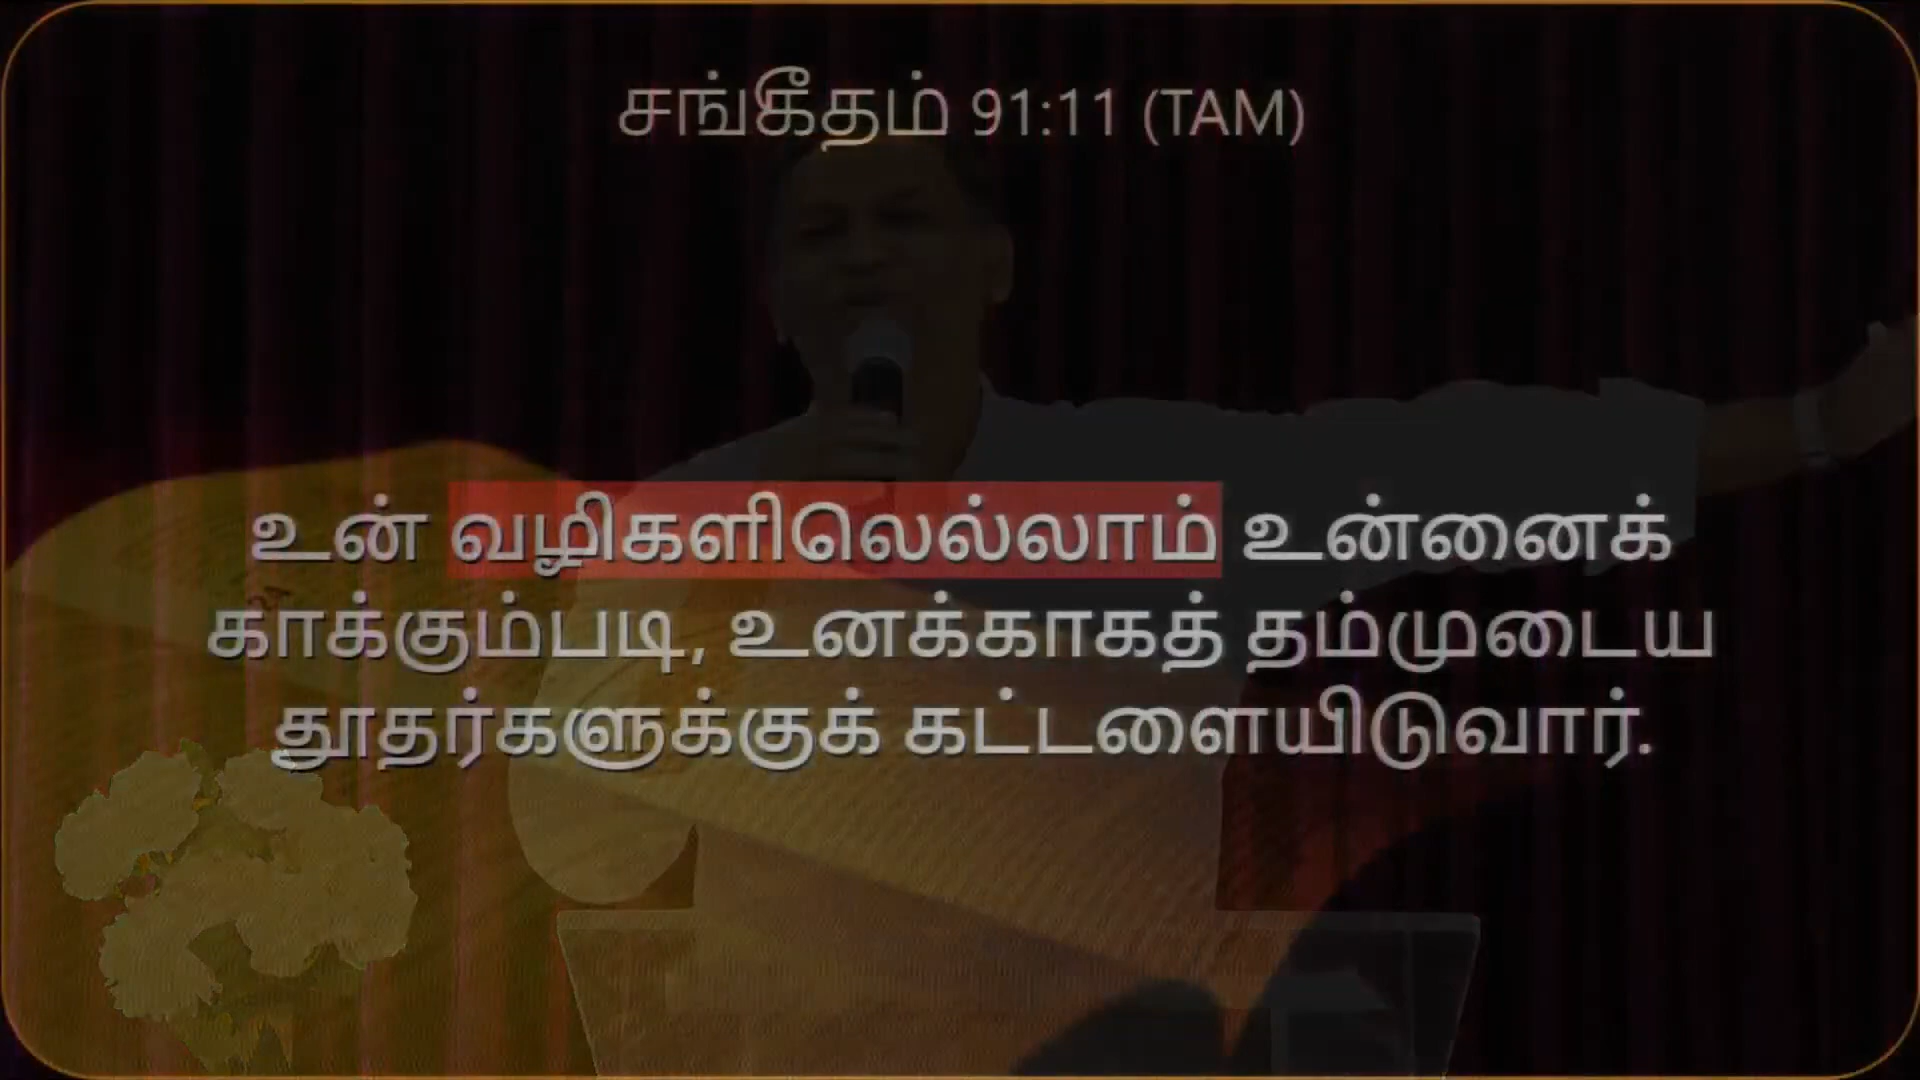 சங்கீதம் 91:11 (TAM)
உன் வழிகளிலெல்லாம் உன்னைக்
காக்கும்படி, உனக்காகத் தம்முடைய
தூதர்களுக்குக் கட்டளையிடுவார்.